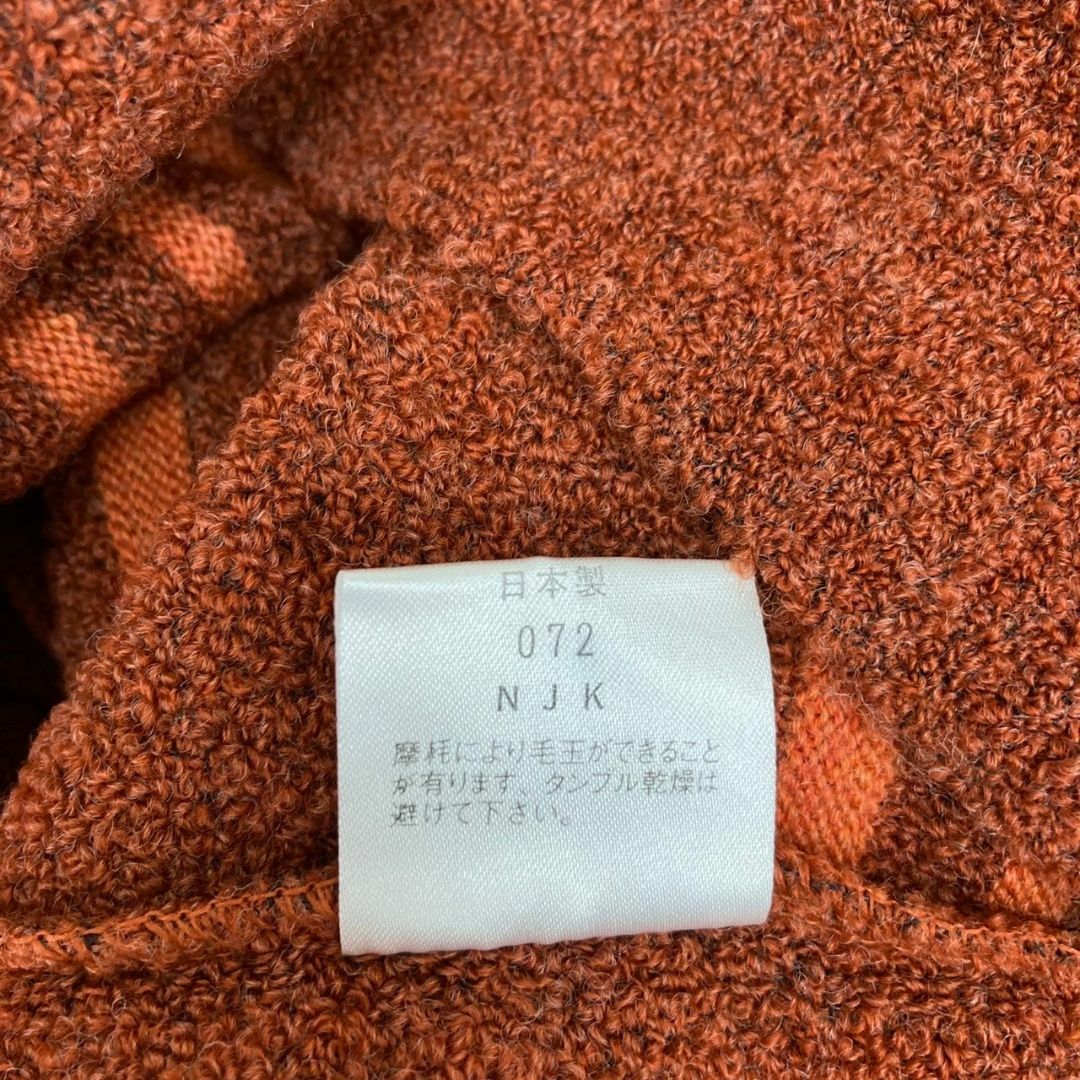 日本製
072
NJK
摩耗により毛玉ができること
が有ります、タンブル乾燥は
避けて下さい。